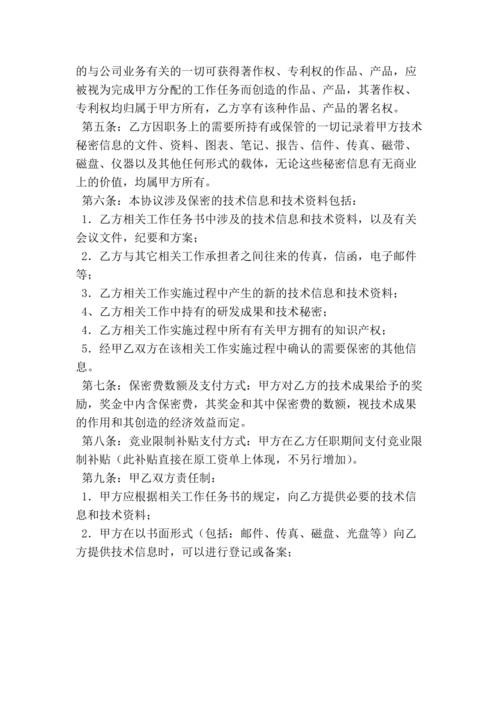 的与公司业务有关的一切可获得著作权、专利权的作品、产品，应
被视为完成甲方分配的工作任务而创造的作品、产品，其著作权、
专利权均归属于甲方所有，乙方享有该种作品、产品的署名权。
第五条：乙方因职务上的需要所持有或保管的一切记录着甲方技术
秘密信息的文件、资料、图表、笔记、报告、信件、传真、磁带、
磁盘、仪器以及其他任何形式的载体，无论这些秘密信息有无商业
上的价值，均属甲方所有。
第六条：本协议涉及保密的技术信息和技术资料包括：
1．乙方相关工作任务书中涉及的技术信息和技术资料，以及有关
会议文件，纪要和方案；
2．乙方与其它相关工作承担者之间往来的传真，信函，电子邮件
等；
3．乙方相关工作实施过程中产生的新的技术信息和技术资料；
4、乙方相关工作中持有的研发成果和技术秘密；
4．乙方相关工作实施过程中所有有关甲方拥有的知识产权；
5．经甲乙双方在该相关工作实施过程中确认的需要保密的其他信
息。
第七条：保密费数额及支付方式：甲方对乙方的技术成果给予的奖
励，奖金中内含保密费，其奖金和其中保密费的数额，视技术成果
的作用和其创造的经济效益而定。
第八条：竞业限制补贴支付方式：甲方在乙方任职期间支付竞业限
制补贴（此补贴直接在原工资单上体现，不另行增加）。
第九条：甲乙双方责任制：
1．甲方应根据相关工作任务书的规定，向乙方提供必要的技术信
息和技术资料；
2．甲方在以书面形式（包括：邮件、传真、磁盘、光盘等）向乙
方提供技术信息时，可以进行登记或备案；